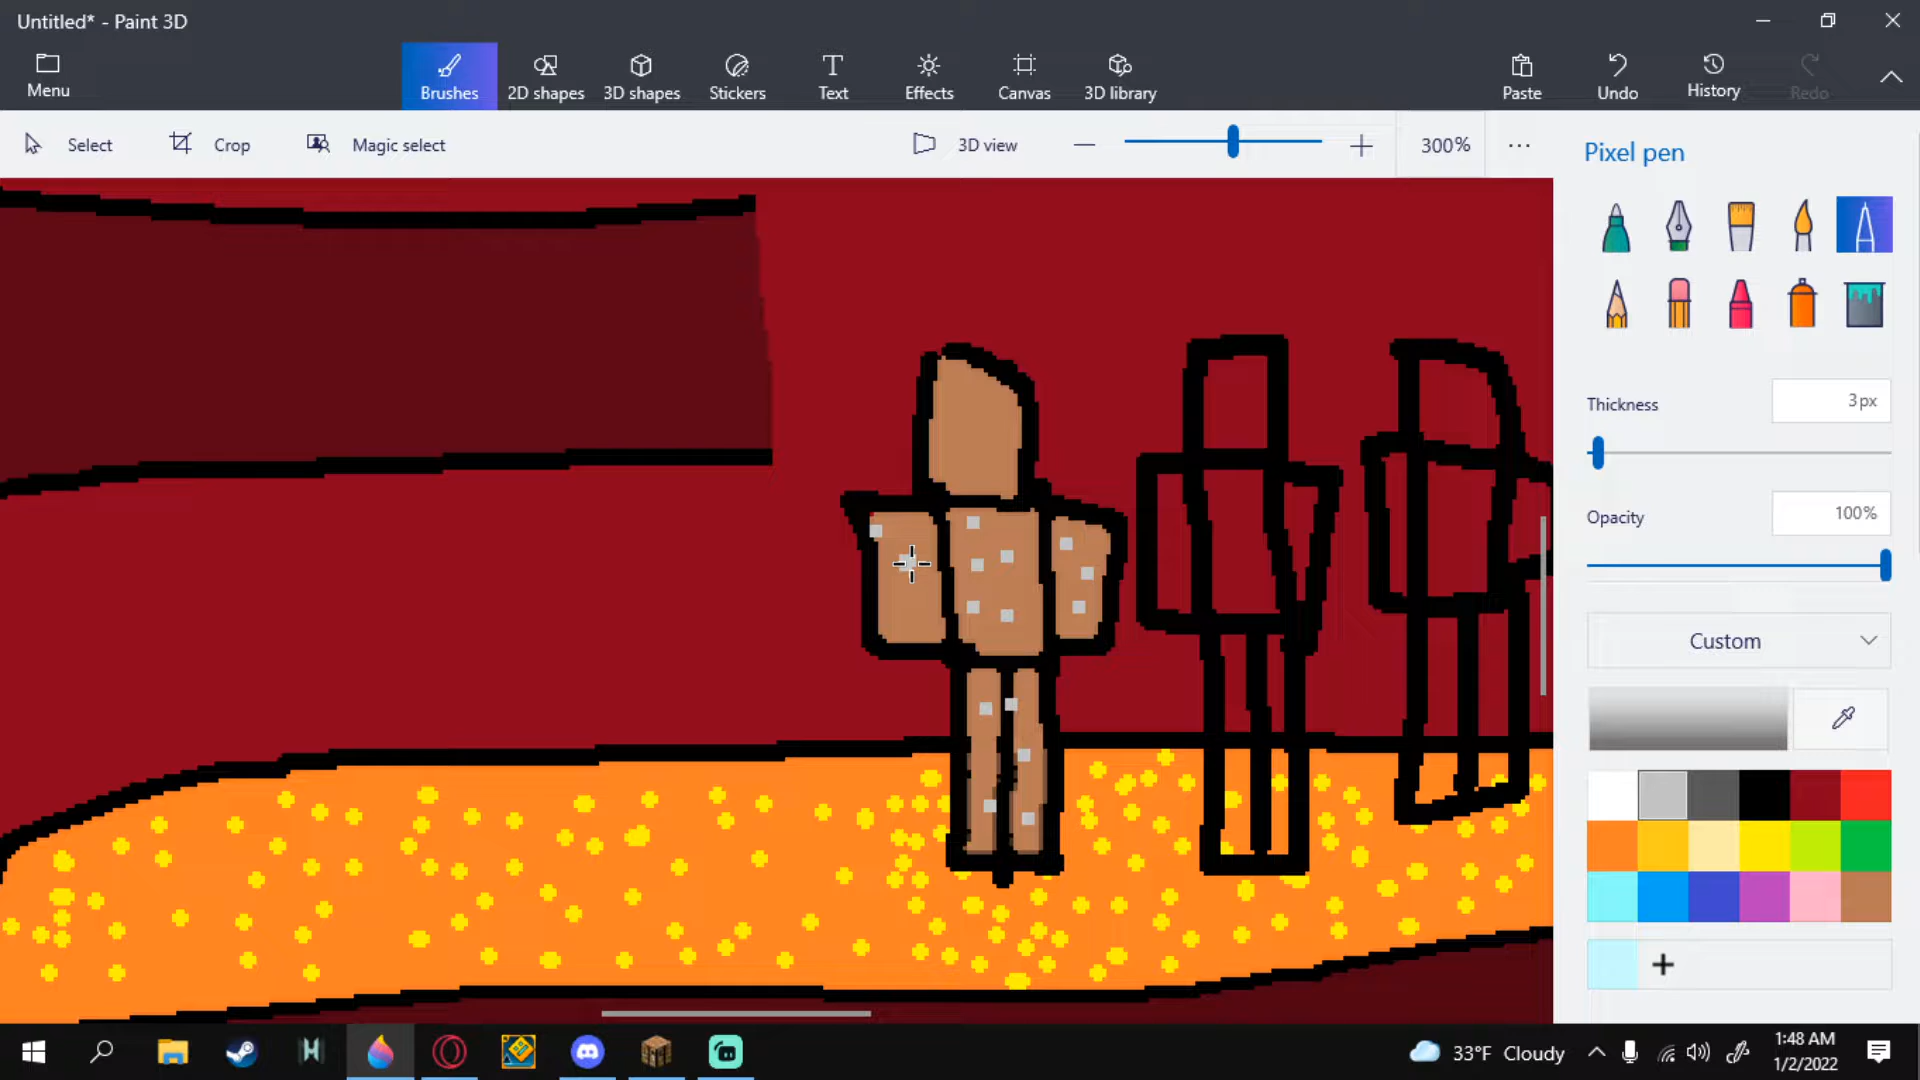 Untitled* - Paint 3D
Menu
Brushes
2D shapes
3D shapes
Stickers
Text
Effects
Canvas
3D library
Paste
Undo
History
Redo
Select
Crop
Magic select
3D view
300%
Pixel pen
Thickness
3px
Opacity
100%
Custom
33°F Cloudy
1:48 AM
1/2/2022